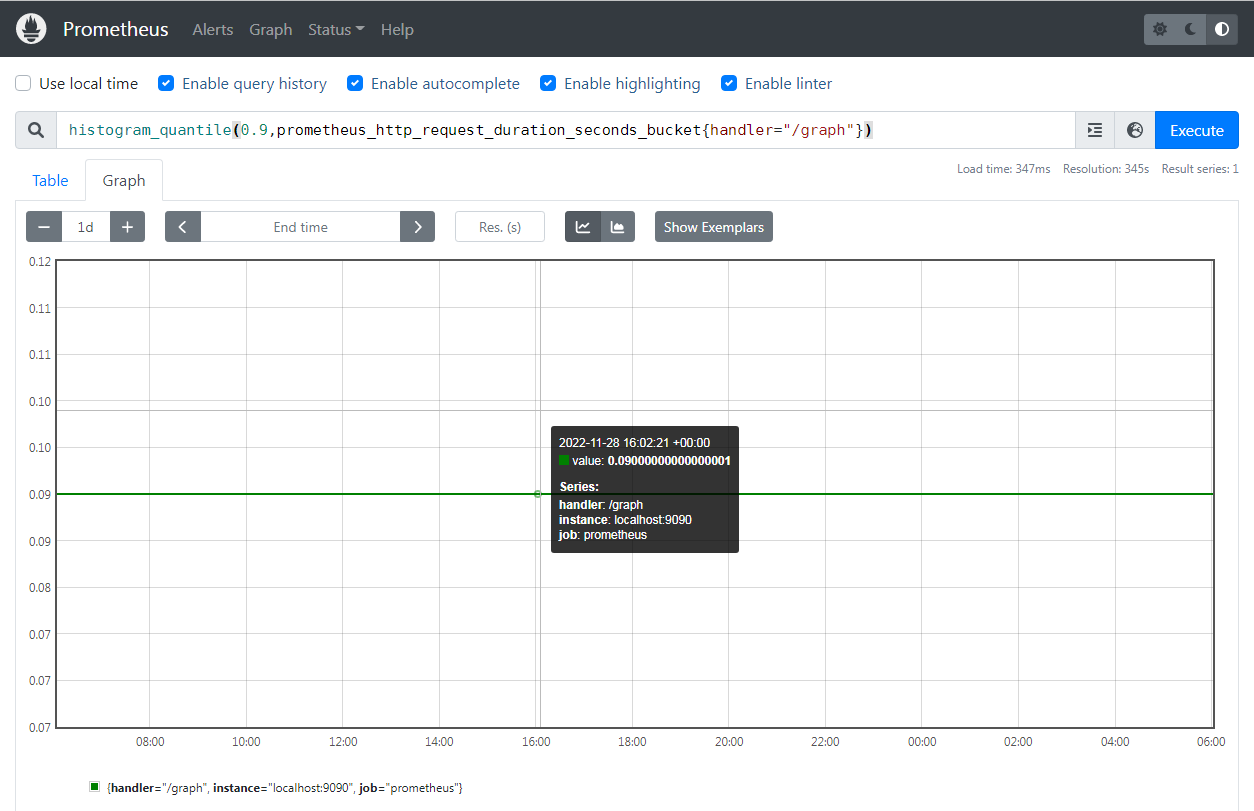 Prometheus Alerts Graph Status Help
Use local time Enable query history Enable autocomplete Enable highlighting Enable linter
histogram_quantile(0.9,prometheus_http_request_duration_seconds_bucket{handler="/graph"}) Execute
Load time: 347ms Resolution: 345s Result series: 1
Table Graph
− 1d + End time Res. (s) Show Exemplars
0.12
0.11
0.11
0.10
0.10
0.09
0.09
0.08
0.07
0.07
0.07
2022-11-28 16:02:21 +00:00
value: 0.09000000000000001
Series:
handler: /graph
instance: localhost:9090
job: prometheus
08:00 10:00 12:00 14:00 16:00 18:00 20:00 22:00 00:00 02:00 04:00 06:00
{handler="/graph", instance="localhost:9090", job="prometheus"}